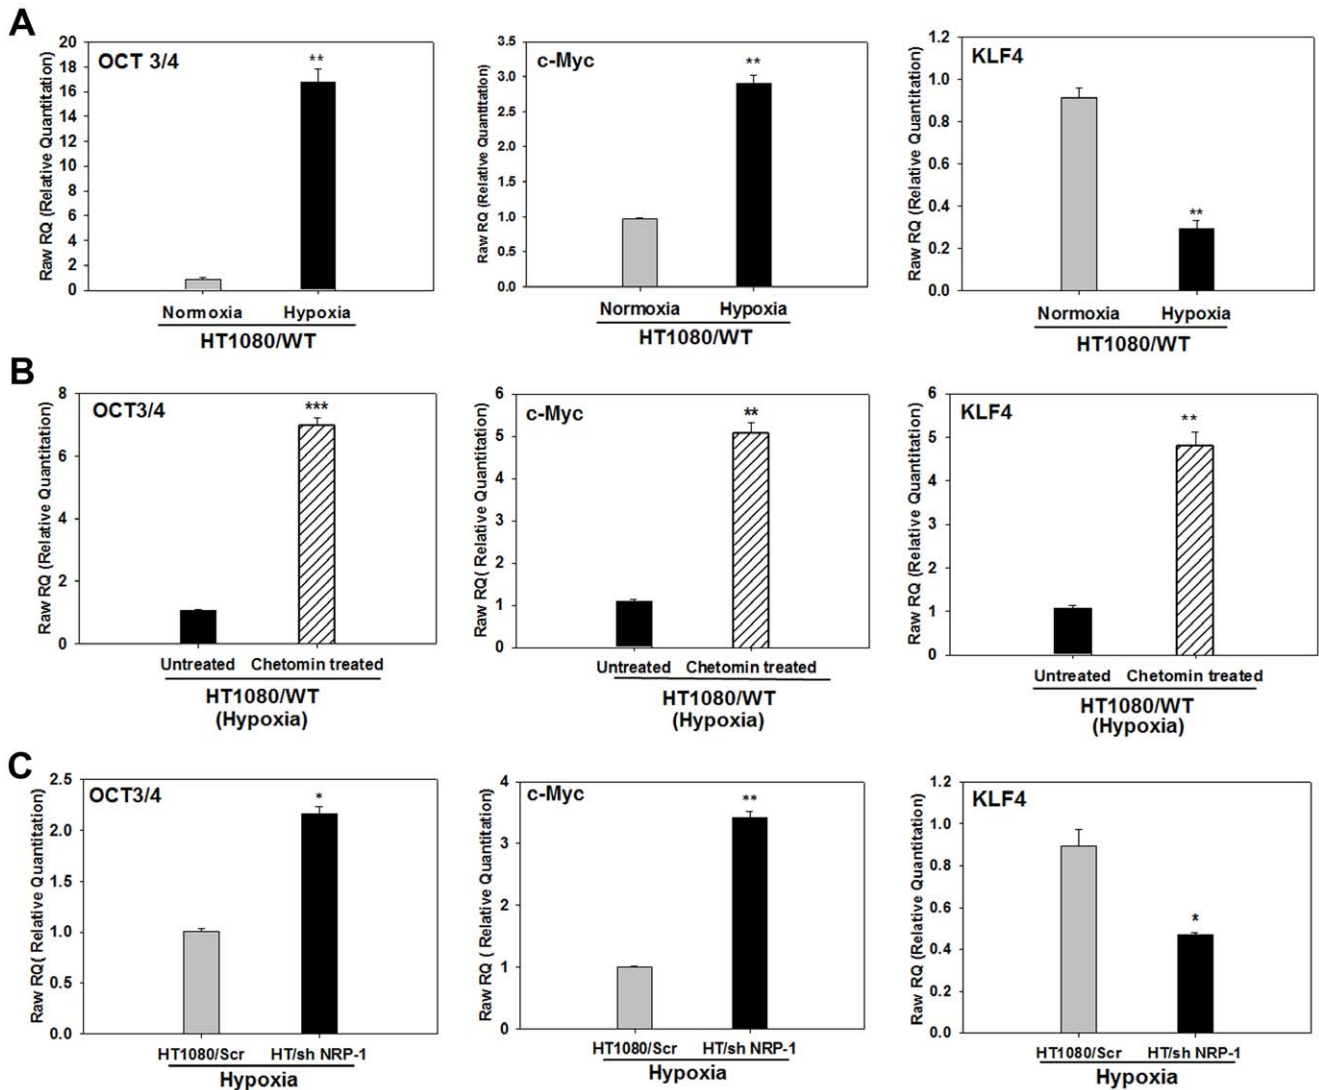 A
Raw RQ (Relative Quantitation)
20
18
16
14
12
10
8
6
4
2
0
OCT 3/4
**
Normoxia Hypoxia
HT1080/WT
Raw RQ (Relative Quantitation)
3.5
3.0
2.5
2.0
1.5
1.0
0.5
0.0
c-Myc
**
Normoxia Hypoxia
HT1080/WT
Raw RQ (Relative Quantitation)
1.2
1.0
0.8
0.6
0.4
0.2
0.0
KLF4
**
Normoxia Hypoxia
HT1080/WT
B
Raw RQ (Relative Quantitation)
8
6
4
2
0
OCT3/4
***
Untreated Chetomin treated
HT1080/WT
(Hypoxia)
Raw RQ( Relative Quantitation)
6
5
4
3
2
1
0
c-Myc
**
Untreated Chetomin treated
HT1080/WT
(Hypoxia)
Raw RQ (Relative Quantitation)
6
5
4
3
2
1
0
KLF4
**
Untreated Chetomin treated
HT1080/WT
(Hypoxia)
C
Raw RQ( Relative Quantitation)
2.5
2.0
1.5
1.0
0.5
0.0
OCT3/4
*
HT1080/Scr HT/sh NRP-1
Hypoxia
Raw RQ ( Relative Quantitation)
4
3
2
1
0
c-Myc
**
HT1080/Scr HT/sh NRP-1
Hypoxia
Raw RQ (Relative Quantitation)
1.2
1.0
0.8
0.6
0.4
0.2
0.0
KLF4
*
HT1080/Scr HT/sh NRP-1
Hypoxia